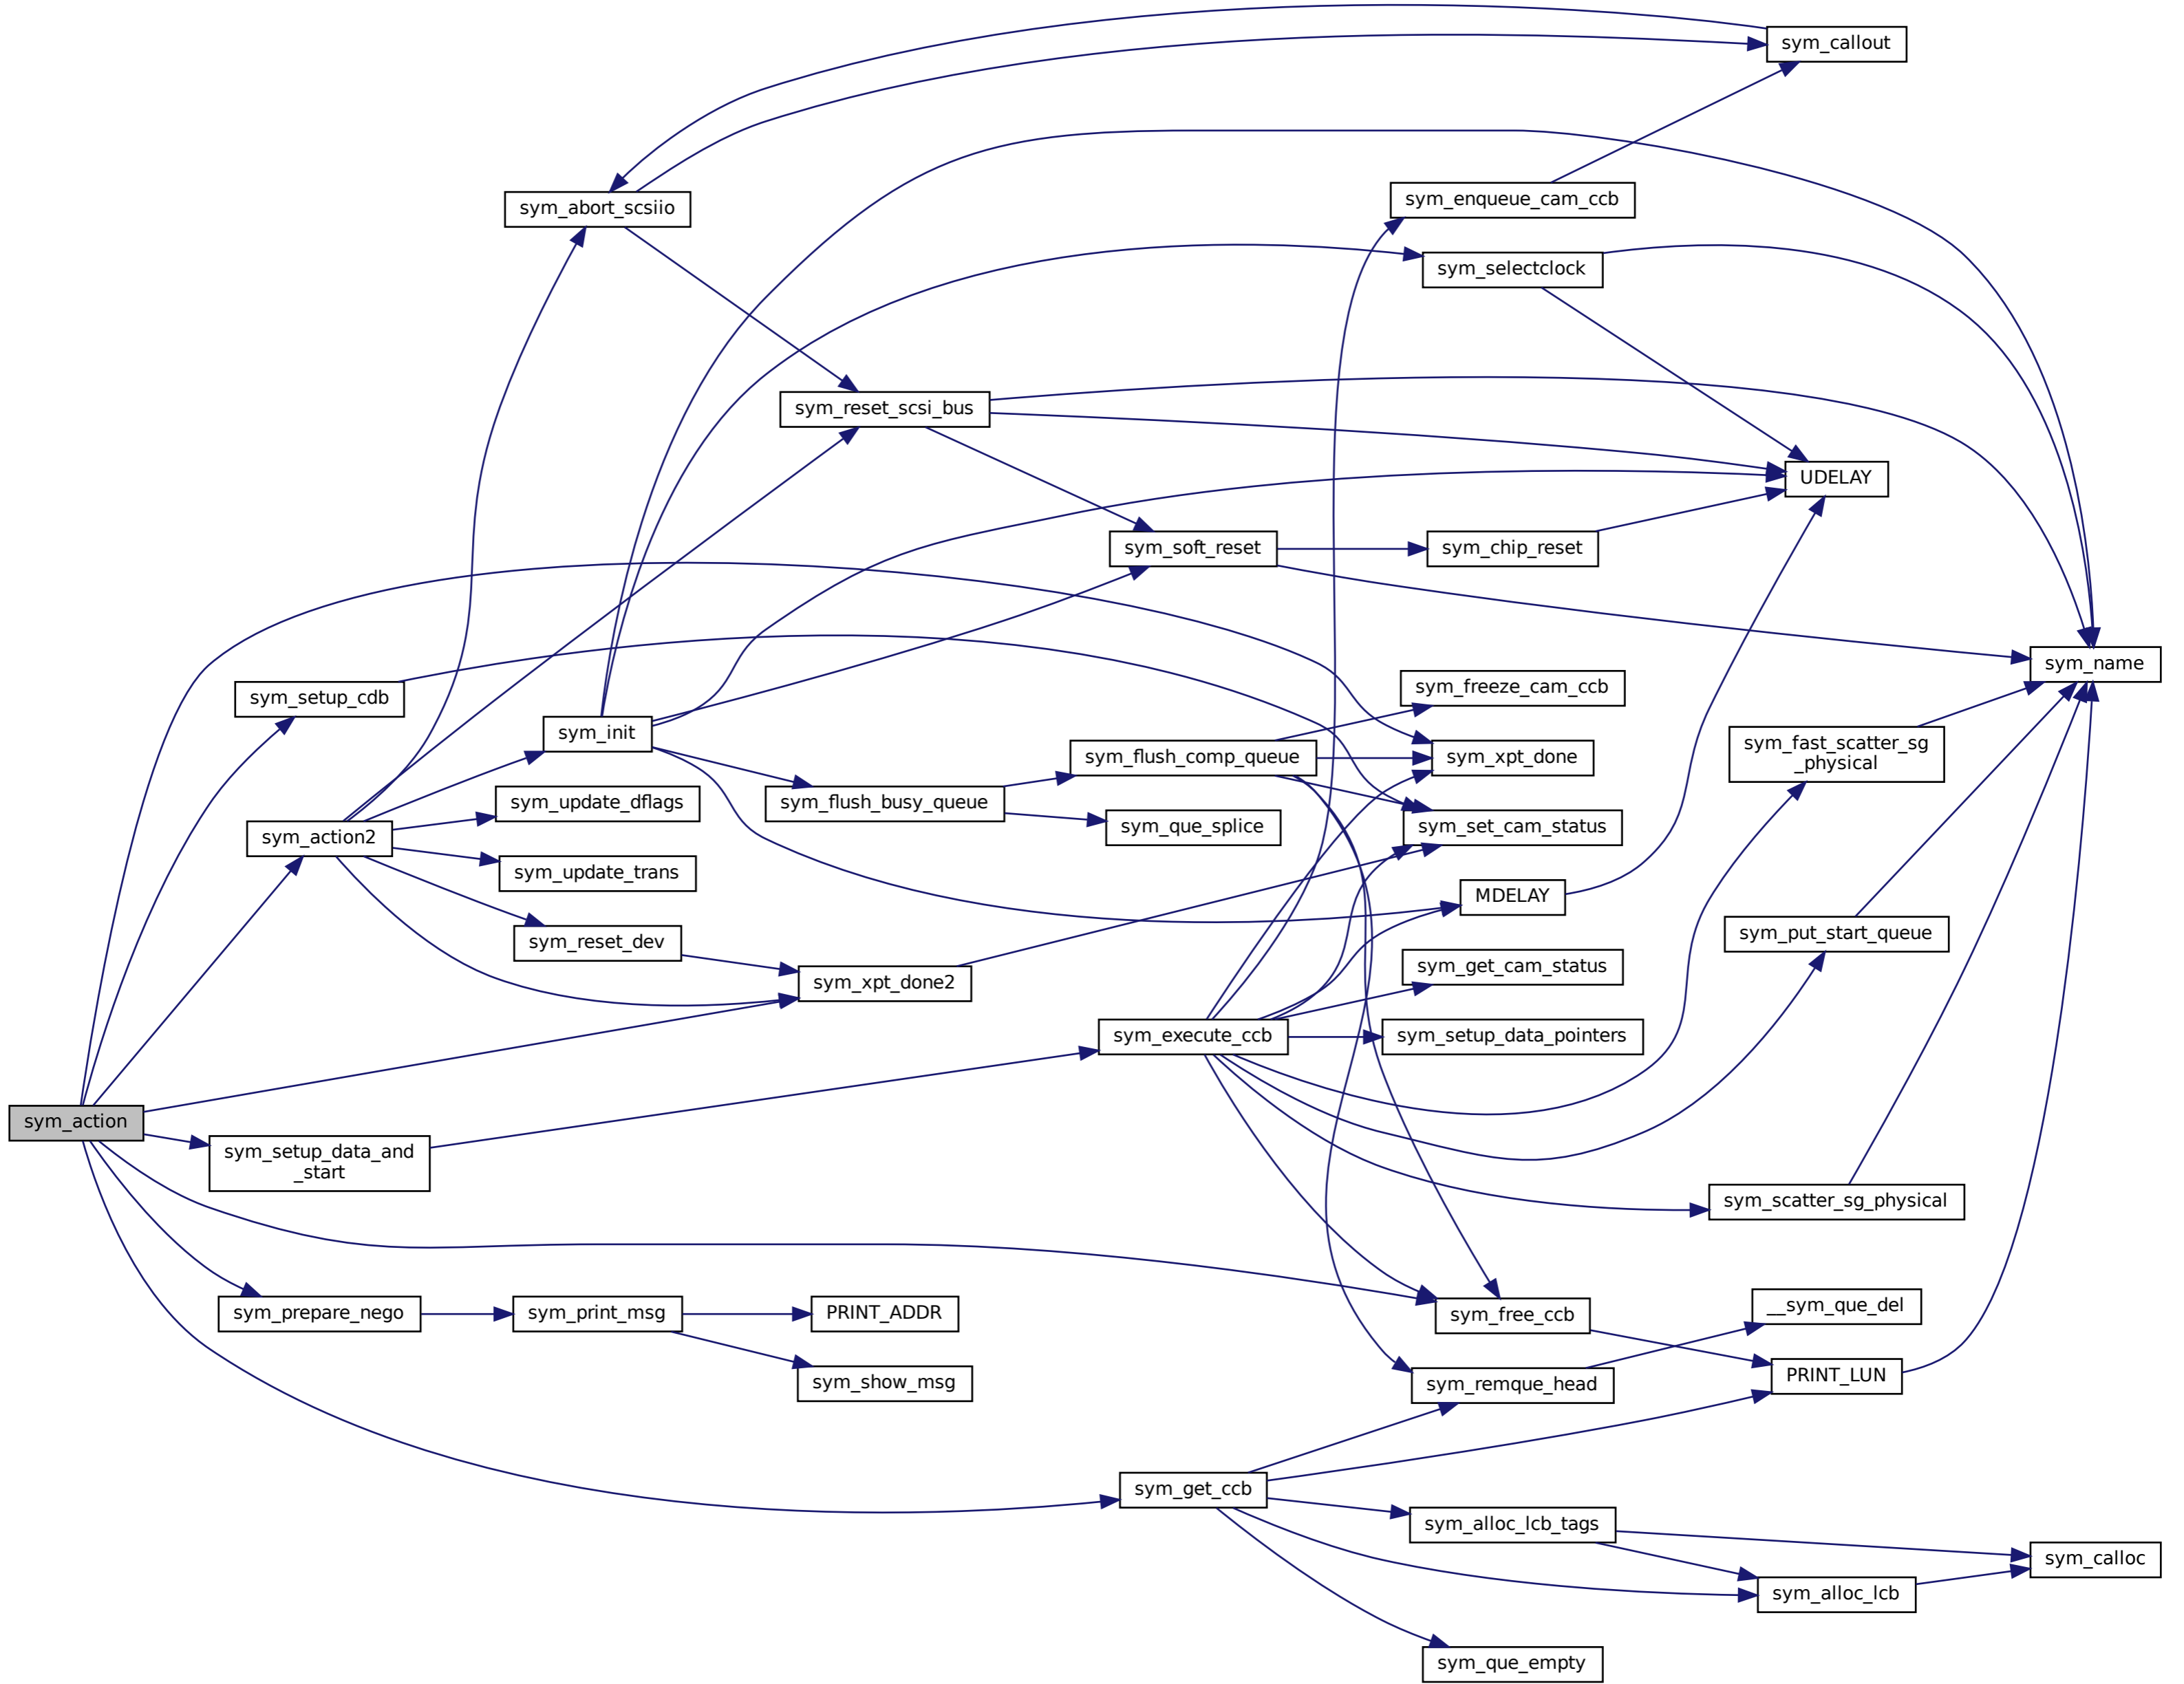 sym_callout
sym_abort_scsiio
sym_enqueue_cam_ccb
sym_selectclock
sym_reset_scsi_bus
UDELAY
sym_soft_reset
sym_chip_reset
sym_name
sym_setup_cdb
sym_freeze_cam_ccb
sym_init
sym_fast_scatter_sg
_physical
sym_flush_comp_queue
sym_xpt_done
sym_update_dflags
sym_flush_busy_queue
sym_action2
sym_que_splice
sym_set_cam_status
sym_update_trans
MDELAY
sym_put_start_queue
sym_reset_dev
sym_get_cam_status
sym_xpt_done2
sym_execute_ccb
sym_setup_data_pointers
sym_action
sym_setup_data_and
_start
sym_scatter_sg_physical
__sym_que_del
sym_prepare_nego
sym_print_msg
PRINT_ADDR
sym_free_ccb
PRINT_LUN
sym_show_msg
sym_remque_head
sym_get_ccb
sym_alloc_lcb_tags
sym_calloc
sym_alloc_lcb
sym_que_empty